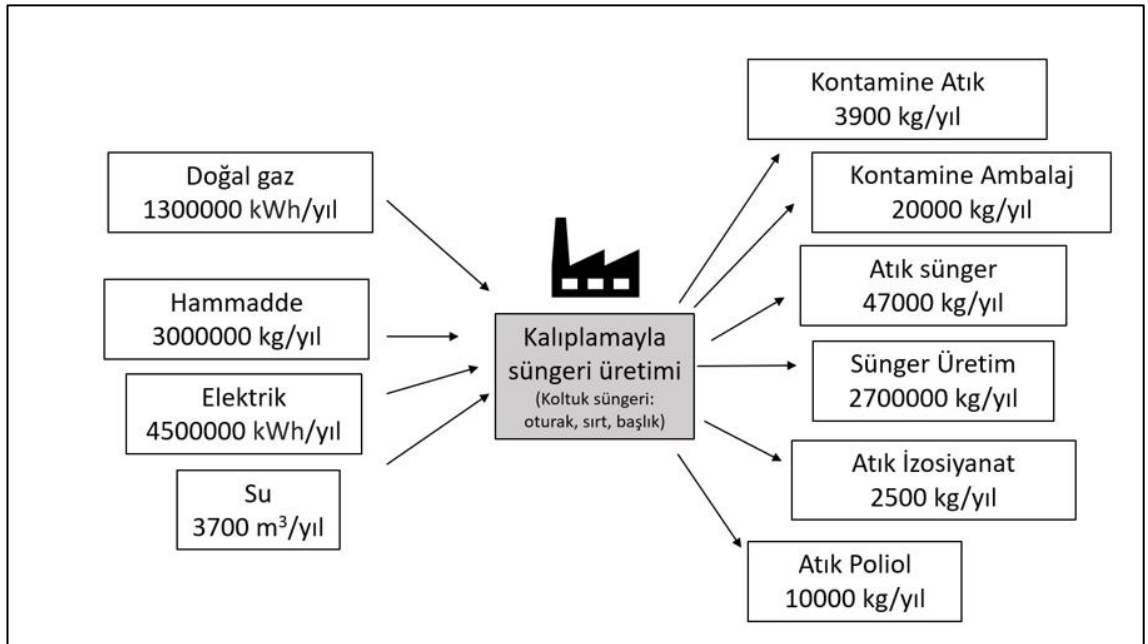 Doğal gaz
1300000 kWh/yıl
Hammadde
3000000 kg/yıl
Elektrik
4500000 kWh/yıl
Su
3700 m³/yıl
Kalıplamayla
süngeri üretimi
(Koltuk süngeri:
oturak, sırt, başlık)
Kontamine Atık
3900 kg/yıl
Kontamine Ambalaj
20000 kg/yıl
Atık sünger
47000 kg/yıl
Sünger Üretim
2700000 kg/yıl
Atık İzosiyanat
2500 kg/yıl
Atık Poliol
10000 kg/yıl